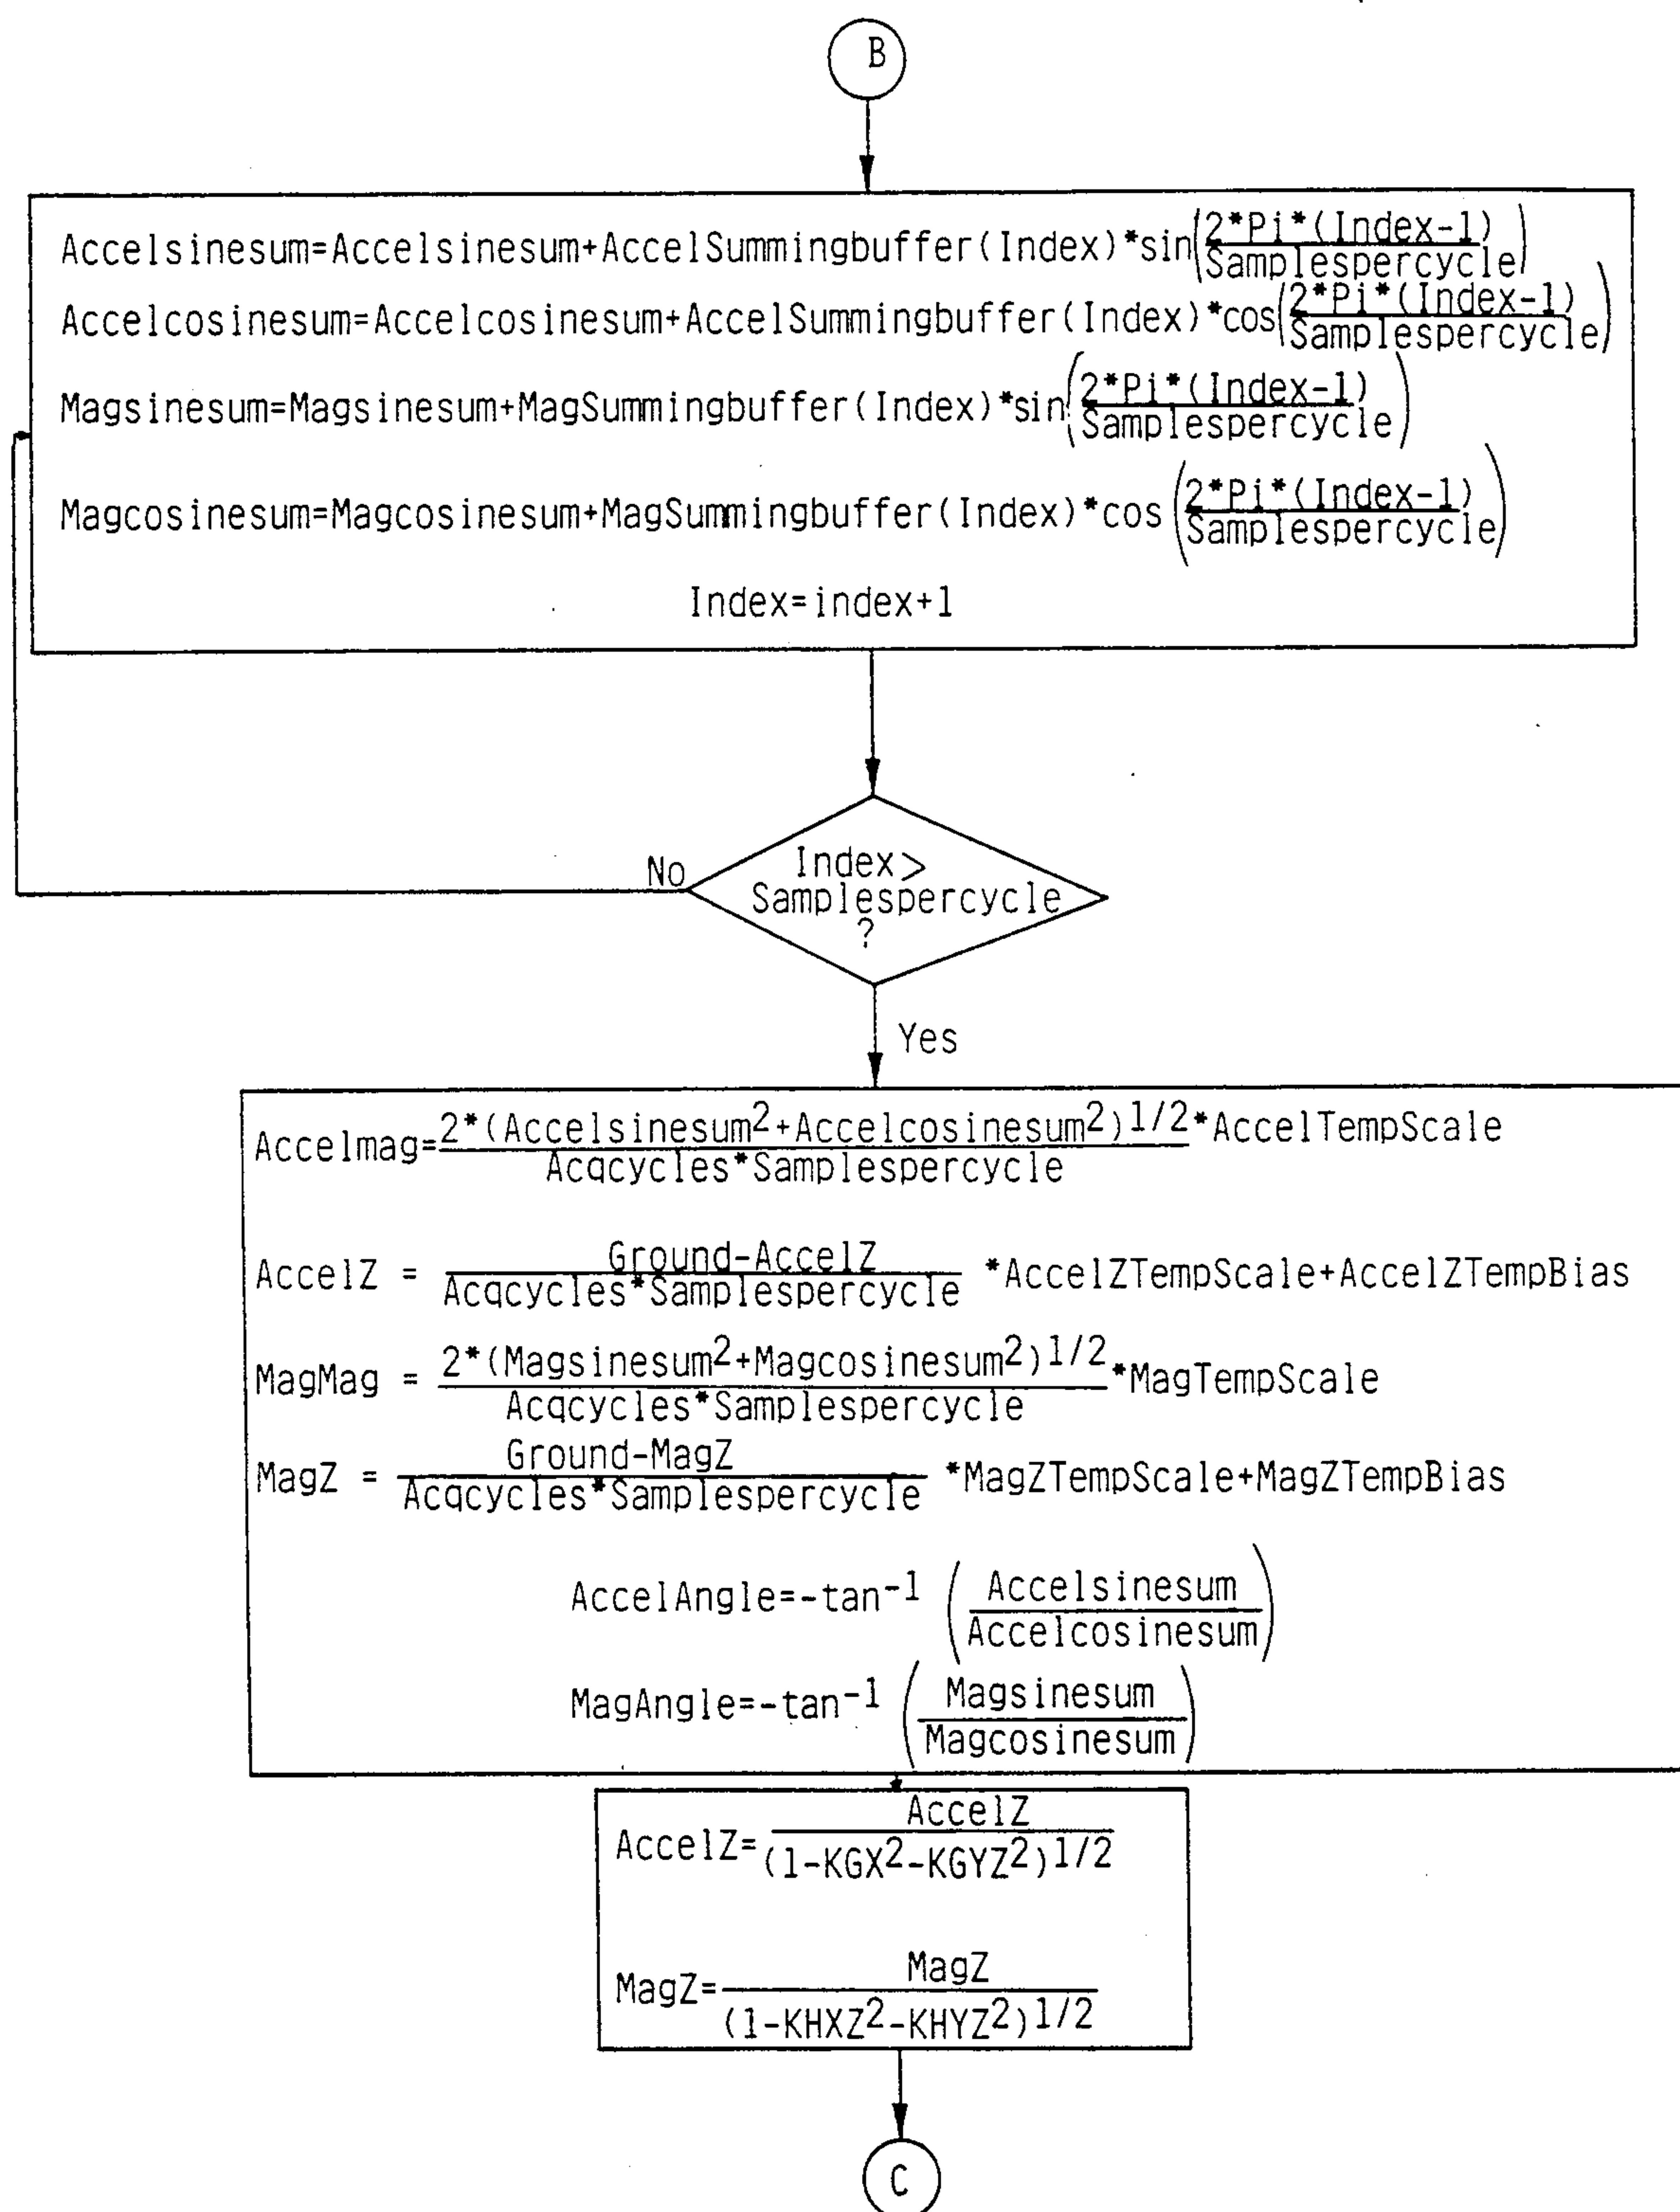 B
Accelsinesum=Accelsinesum+AccelSummingbuffer(Index)*sin(2*Pi*(Index-1)/Samplespercycle)
Accelcosinesum=Accelcosinesum+AccelSummingbuffer(Index)*cos(2*Pi*(Index-1)/Samplespercycle)
Magsinesum=Magsinesum+MagSummingbuffer(Index)*sin(2*Pi*(Index-1)/Samplespercycle)
Magcosinesum=Magcosinesum+MagSummingbuffer(Index)*cos(2*Pi*(Index-1)/Samplespercycle)
Index=index+1
No
Index>
Samplespercycle
?
Yes
Accelmag=2*(Accelsinesum²+Accelcosinesum²)1/2/Acqcycles*Samplespercycle*AccelTempScale
AccelZ = Ground-AccelZ/Acqcycles*Samplespercycle *AccelZTempScale+AccelZTempBias
MagMag = 2*(Magsinesum²+Magcosinesum²)1/2/Acqcycles*Samplespercycle*MagTempScale
MagZ = Ground-MagZ/Acqcycles*Samplespercycle *MagZTempScale+MagZTempBias
AccelAngle=-tan⁻¹ (Accelsinesum/Accelcosinesum)
MagAngle=-tan⁻¹ (Magsinesum/Magcosinesum)
AccelZ=AccelZ/(1-KGX²-KGYZ²)1/2
MagZ=MagZ/(1-KHXZ²-KHYZ²)1/2
C